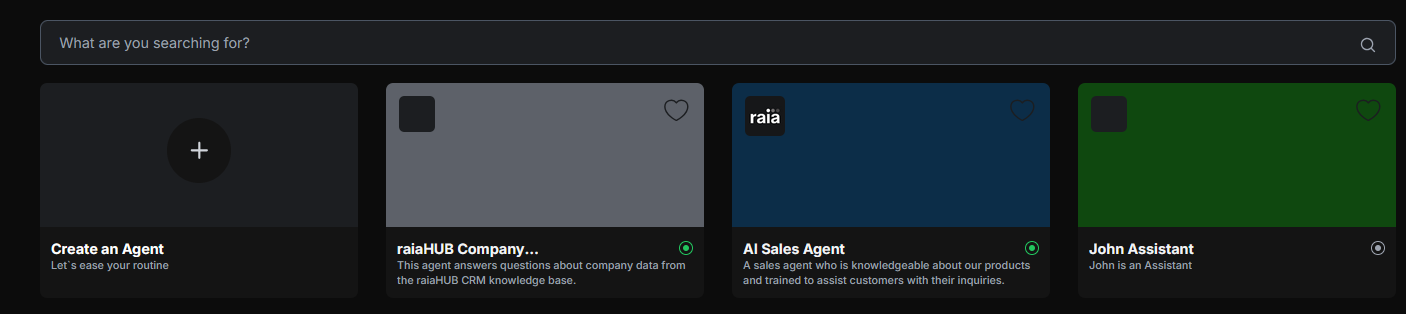 What are you searching for?
raia
Create an Agent
Let`s ease your routine
raiaHUB Company...
This agent answers questions about company data from
the raiaHUB CRM knowledge base.
AI Sales Agent
A sales agent who is knowledgeable about our products
and trained to assist customers with their inquiries.
John Assistant
John is an Assistant